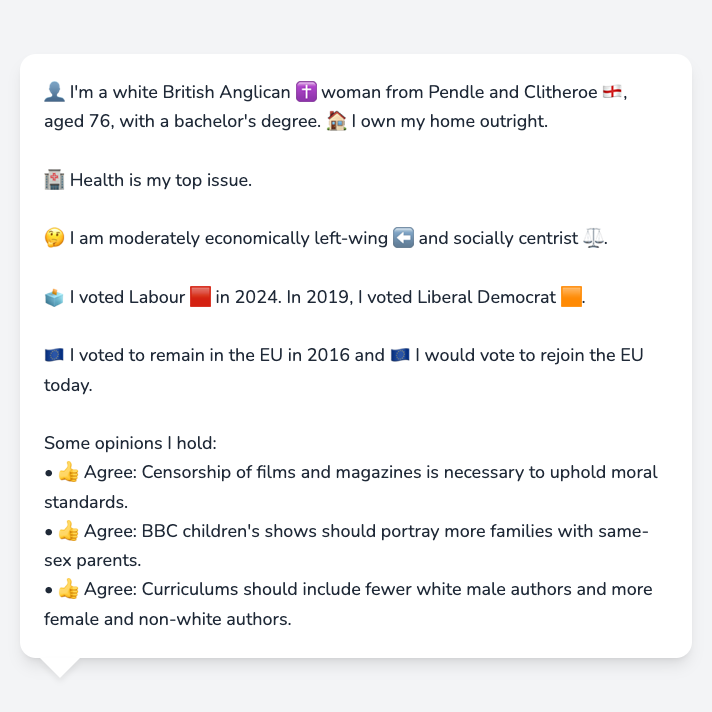 👤 I'm a white British Anglican ✝️ woman from Pendle and Clitheroe 🏴󠁧󠁢󠁥󠁮󠁧󠁿,
aged 76, with a bachelor's degree. 🏠 I own my home outright.
🏥 Health is my top issue.
🤔 I am moderately economically left-wing ⬅️ and socially centrist ⚖️.
🗳️ I voted Labour 🟥 in 2024. In 2019, I voted Liberal Democrat 🟧.
🇪🇺 I voted to remain in the EU in 2016 and 🇪🇺 I would vote to rejoin the EU
today.
Some opinions I hold:
• 👍 Agree: Censorship of films and magazines is necessary to uphold moral
standards.
• 👍 Agree: BBC children's shows should portray more families with same-
sex parents.
• 👍 Agree: Curriculums should include fewer white male authors and more
female and non-white authors.